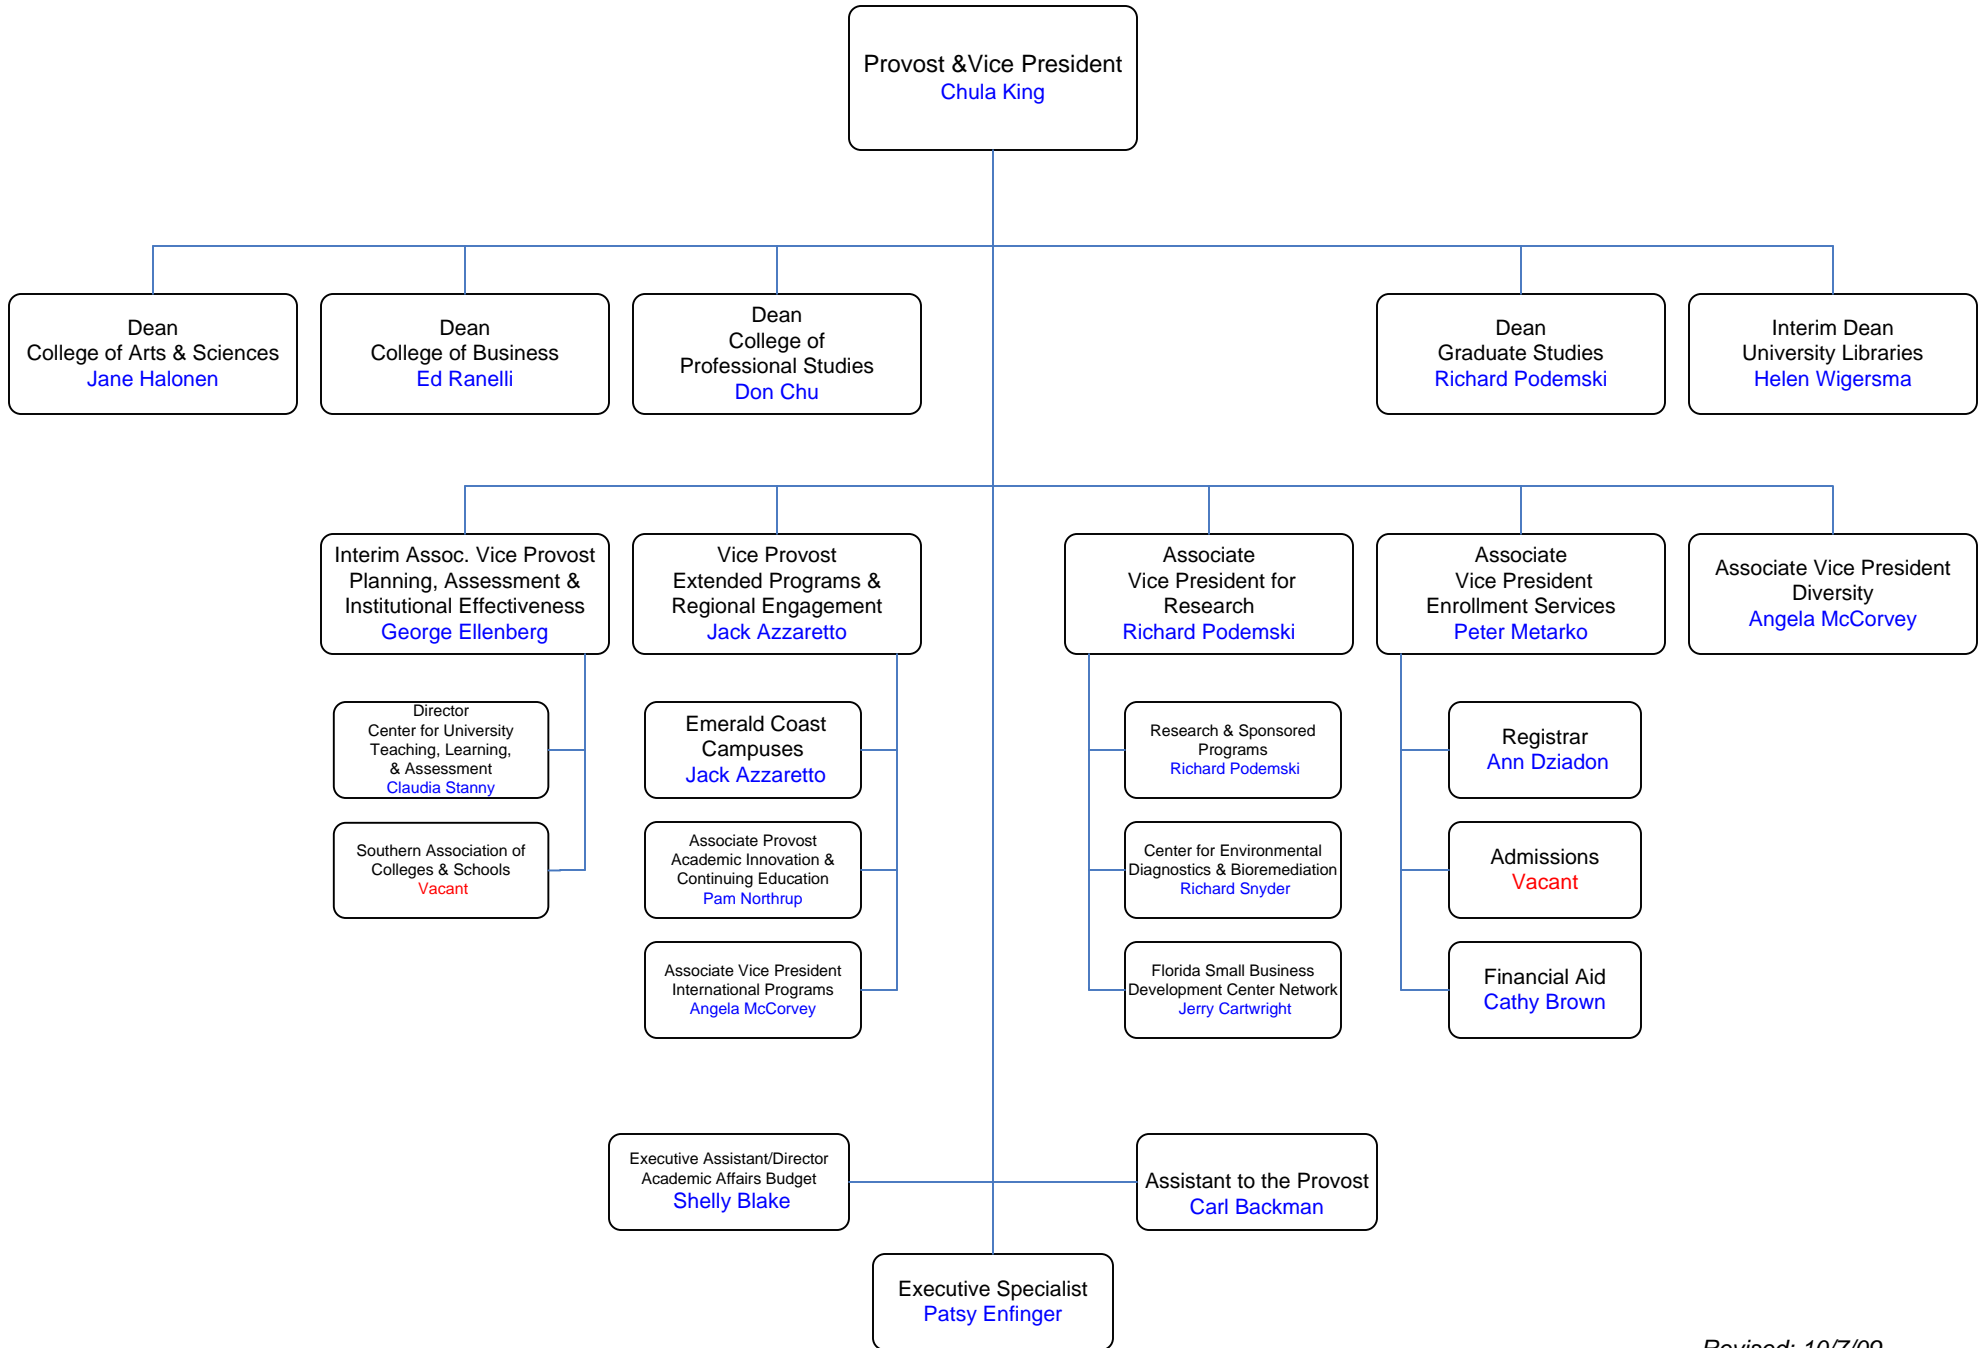 Provost &Vice President
Chula King
Dean
College of Arts & Sciences
Jane Halonen
Dean
College of Business
Ed Ranelli
Dean
College of
Professional Studies
Don Chu
Dean
Graduate Studies
Richard Podemski
Interim Dean
University Libraries
Helen Wigersma
Interim Assoc. Vice Provost
Planning, Assessment &
Institutional Effectiveness
George Ellenberg
Vice Provost
Extended Programs &
Regional Engagement
Jack Azzaretto
Associate
Vice President for
Research
Richard Podemski
Associate
Vice President
Enrollment Services
Peter Metarko
Associate Vice President
Diversity
Angela McCorvey
Director
Center for University
Teaching, Learning,
& Assessment
Claudia Stanny
Southern Association of
Colleges & Schools
Vacant
Emerald Coast
Campuses
Jack Azzaretto
Associate Provost
Academic Innovation &
Continuing Education
Pam Northrup
Associate Vice President
International Programs
Angela McCorvey
Research & Sponsored
Programs
Richard Podemski
Center for Environmental
Diagnostics & Bioremediation
Richard Snyder
Florida Small Business
Development Center Network
Jerry Cartwright
Registrar
Ann Dziadon
Admissions
Vacant
Financial Aid
Cathy Brown
Executive Assistant/Director
Academic Affairs Budget
Shelly Blake
Assistant to the Provost
Carl Backman
Executive Specialist
Patsy Enfinger
Revised: 10/7/09